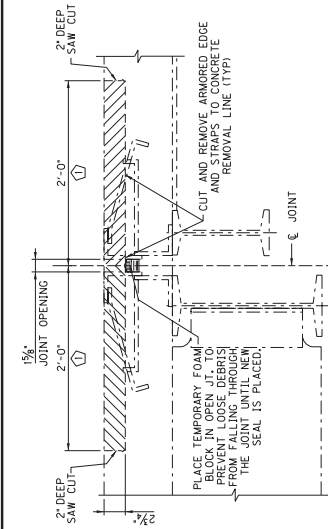 2" DEEP
SAW CUT
2'-0"
1
1⅝"
JOINT OPENING
2'-0"
1
2" DEEP
SAW CUT
2¾"
CUT AND REMOVE ARMORED EDGE
AND STRAPS TO CONCRETE
REMOVAL LINE (TYP)
PLACE TEMPORARY FOAM
BLOCK IN OPEN JT. TO
PREVENT LOOSE DEBRIS
FROM FALLING THROUGH
THE JOINT UNTIL NEW
SEAL IS PLACED.
℄ JOINT